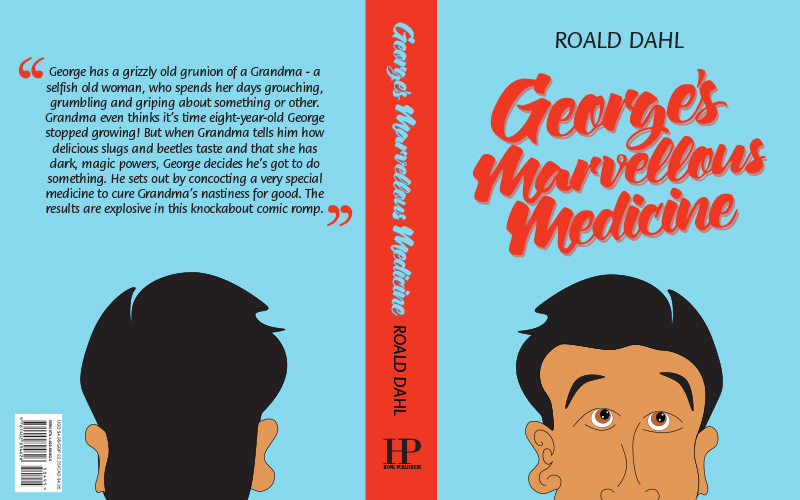 George has a grizzly old grunion of a Grandma - a
selfish old woman, who spends her days grouching,
grumbling and griping about something or other.
Grandma even thinks it's time eight-year-old George
stopped growing! But when Grandma tells him how
delicious slugs and beetles taste and that she has
dark, magic powers, George decides he's got to do
something. He sets out by concocting a very special
medicine to cure Grandma's nastiness for good. The
results are explosive in this knockabout comic romp.
George's Marvellous Medicine ROALD DAHL
HP
HOME PUBLISHERS
ROALD DAHL
George's
Marvellous
Medicine